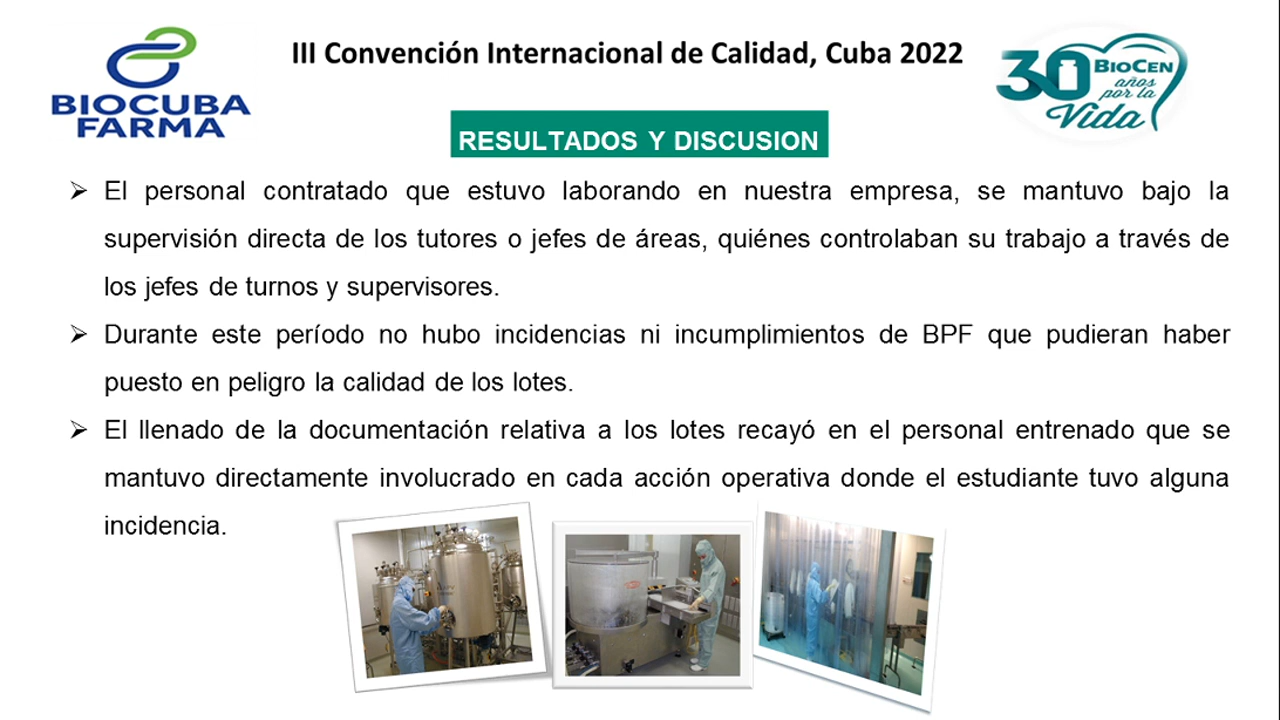 BIOCUBA
FARMA
III Convención Internacional de Calidad, Cuba 2022
30 BIOCEN
años
por la
Vida
RESULTADOS Y DISCUSION
➢ El personal contratado que estuvo laborando en nuestra empresa, se mantuvo bajo la
supervisión directa de los tutores o jefes de áreas, quiénes controlaban su trabajo a través de
los jefes de turnos y supervisores.
➢ Durante este período no hubo incidencias ni incumplimientos de BPF que pudieran haber
puesto en peligro la calidad de los lotes.
➢ El llenado de la documentación relativa a los lotes recayó en el personal entrenado que se
mantuvo directamente involucrado en cada acción operativa donde el estudiante tuvo alguna
incidencia.